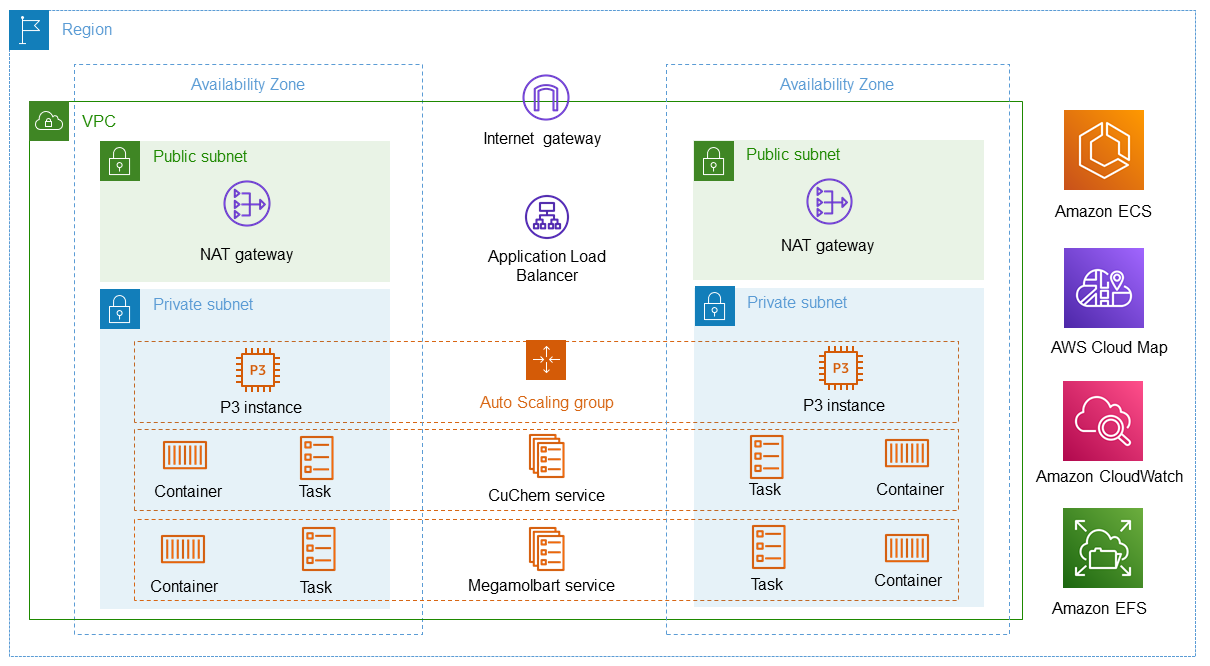 Region
Availability Zone
Availability Zone
VPC
Internet gateway
Public subnet
Public subnet
NAT gateway
NAT gateway
Application Load
Balancer
Amazon ECS
Private subnet
Private subnet
AWS Cloud Map
P3
P3
P3 instance
Auto Scaling group
P3 instance
Amazon CloudWatch
Container
Task
CuChem service
Task
Container
Container
Task
Megamolbart service
Task
Container
Amazon EFS